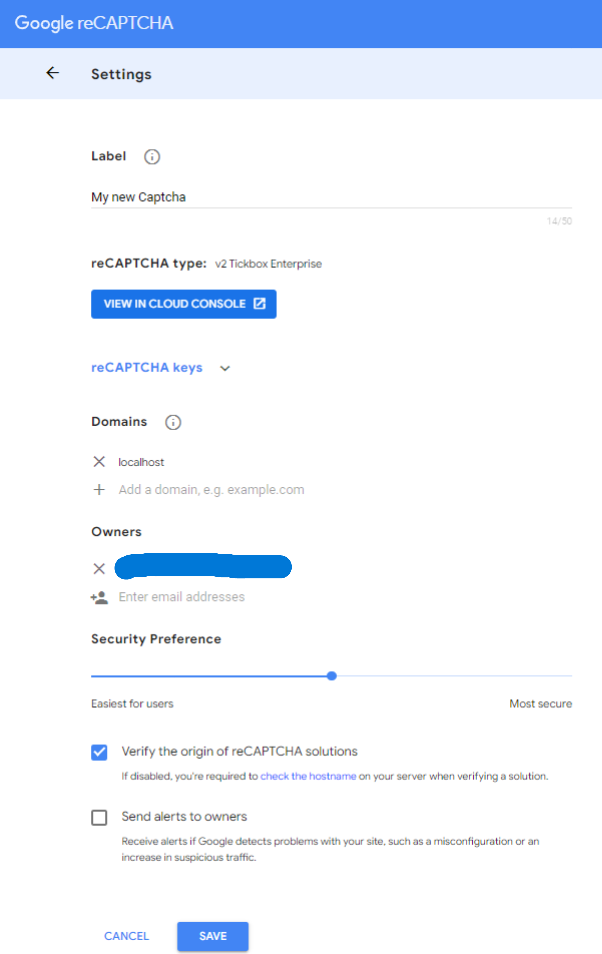 Google reCAPTCHA
Settings
Label
My new Captcha
14/50
reCAPTCHA type: v2 Tickbox Enterprise
VIEW IN CLOUD CONSOLE
reCAPTCHA keys
Domains
localhost
Add a domain, e.g. example.com
Owners
Enter email addresses
Security Preference
Easiest for users Most secure
Verify the origin of reCAPTCHA solutions
If disabled, you're required to check the hostname on your server when verifying a solution.
Send alerts to owners
Receive alerts if Google detects problems with your site, such as a misconfiguration or an
increase in suspicious traffic.
CANCEL SAVE